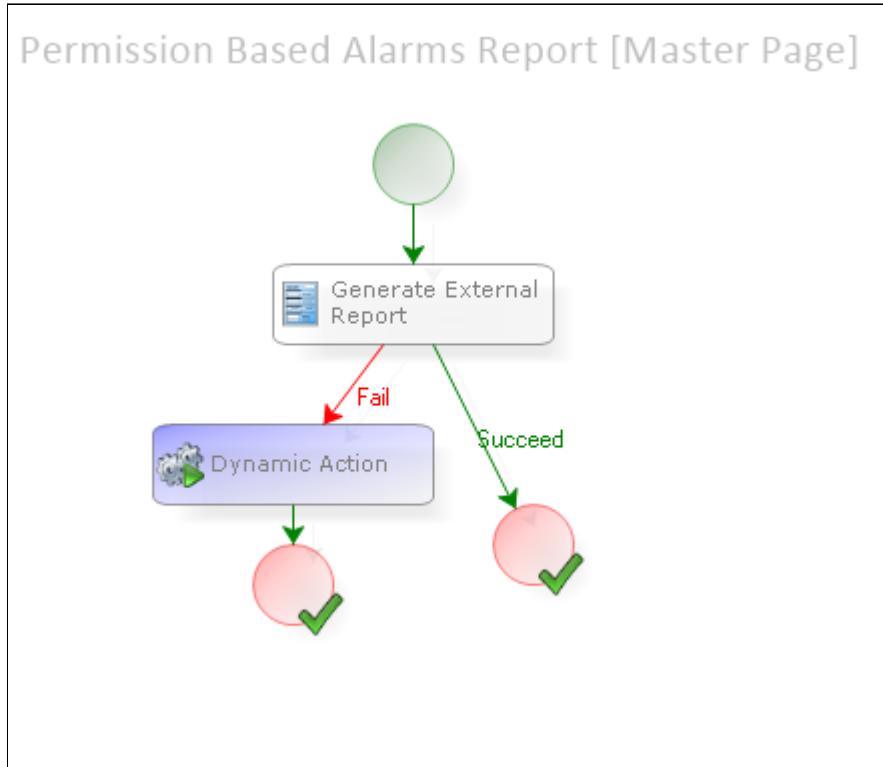 Permission Based Alarms Report [Master Page]
Generate External
Report
Fail
Succeed
Dynamic Action